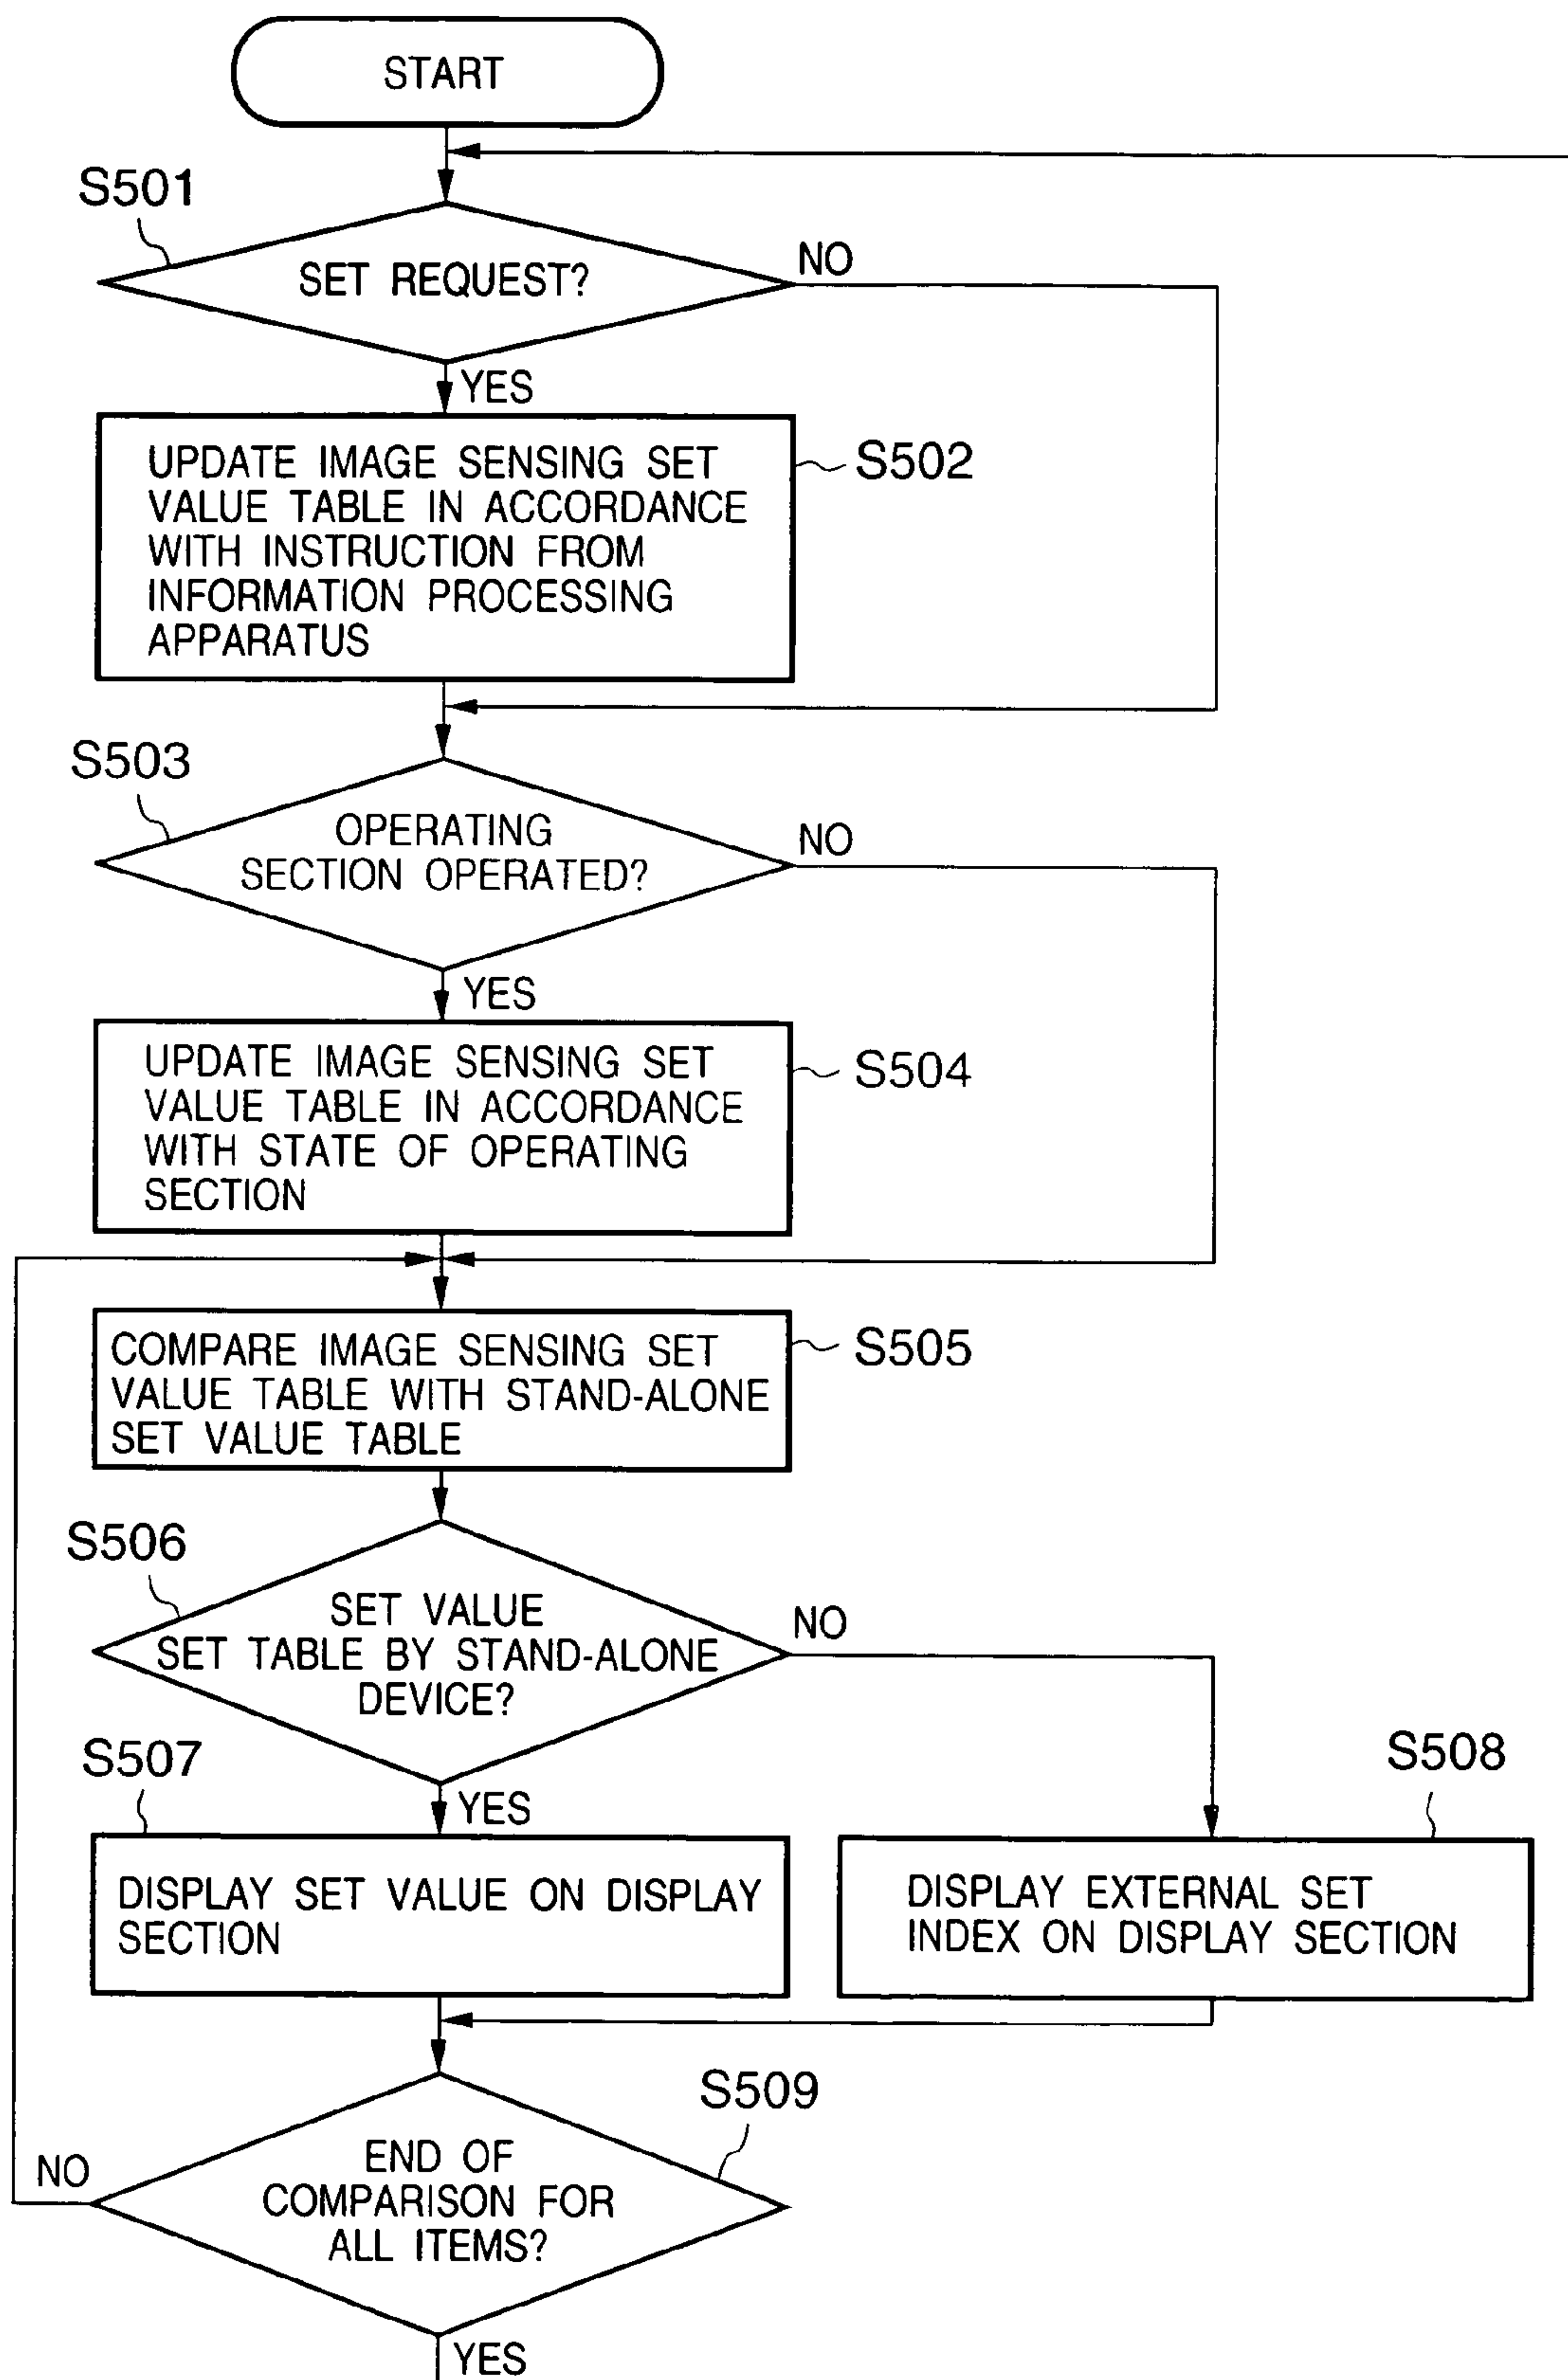 START
S501
SET REQUEST?
NO
YES
UPDATE IMAGE SENSING SET
VALUE TABLE IN ACCORDANCE
WITH INSTRUCTION FROM
INFORMATION PROCESSING
APPARATUS
S502
S503
OPERATING
SECTION OPERATED?
NO
YES
UPDATE IMAGE SENSING SET
VALUE TABLE IN ACCORDANCE
WITH STATE OF OPERATING
SECTION
S504
COMPARE IMAGE SENSING SET
VALUE TABLE WITH STAND-ALONE
SET VALUE TABLE
S505
S506
SET VALUE
SET TABLE BY STAND-ALONE
DEVICE?
NO
YES
S507
DISPLAY SET VALUE ON DISPLAY
SECTION
S508
DISPLAY EXTERNAL SET
INDEX ON DISPLAY SECTION
S509
END OF
COMPARISON FOR
ALL ITEMS?
NO
YES